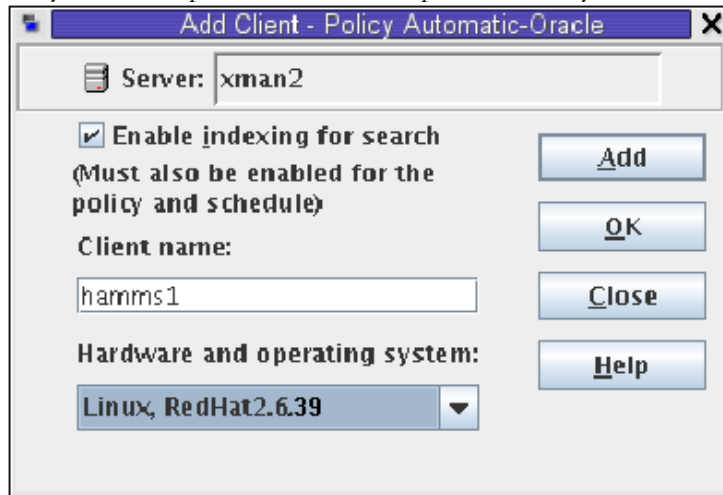 Add Client - Policy Automatic-Oracle
Server: xman2
Enable indexing for search
(Must also be enabled for the
policy and schedule)
Client name:
hamms1
Hardware and operating system:
Linux, RedHat2.6.39
Add
OK
Close
Help